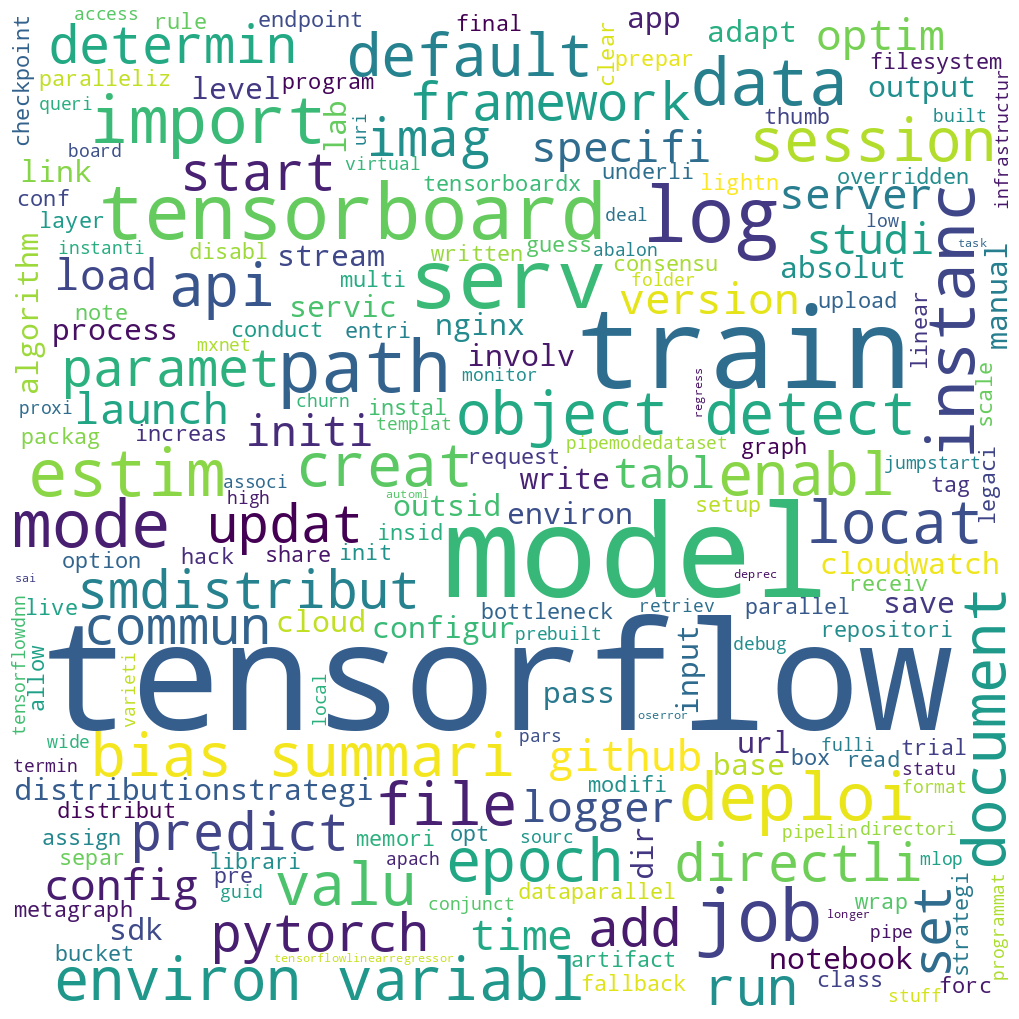 access
rule
endpoint
final
app
adapt
optim
determin
default
clear
prepar
data
filesystem
checkpoint
paralleliz
level
program
framework
output
queri
import
lab
uri
imag
specifi
thumb
built
infrastructur
board
session
link
start
virtual
tensorboardx
underli
lightn
overridden
conf
tensorboard
deal
log
server
low
layer
instanti
disabl
written
guess
abalon
studi
task
algorithm
load
api
stream
multi
serv
consensu
folder
absolut
instanc
manual
note
servic
version
upload
process
conduct
entri
nginx
train
linear
mxnet
involv
monitor
paramet
path
regress
scale
proxi
launch
churn
instal
templat
object detect
packag
increas
initi
pipemodedataset
graph
estim
creat
request
tabl
enabl
jumpstart
associ
write
tag
legaci
high
automl
outsid
setup
mode
updat
insid
environ
model
locat
option
hack
share
init
cloudwatch
sai
deprec
receiv
smdistribut
live
bottleneck
retriev
parallel
save
document
commun
cloud
configur
prebuilt
debug
repositori
tensorflowdnn
allow
varieti
local
tensorflow
pass
input
oserror
wide
pars
url
box
fulli
trial
termin
bias summari
github
base
read
statu
distributionstrategi
file
logger
modifi
deploi
format
distribut
assign
predict
memori
opt
sourc
dir
pipelin
directori
separ
librari
apach
epoch
directli
mlop
config
pre
guid
valu
conjunct
dataparallel
wrap
strategi
programmat
metagraph
job
longer
set
sdk
pytorch
time
add
pipe
bucket
tensorflowlinearregressor
artifact
notebook
environ variabl
fallback
run
class
forc
stuff